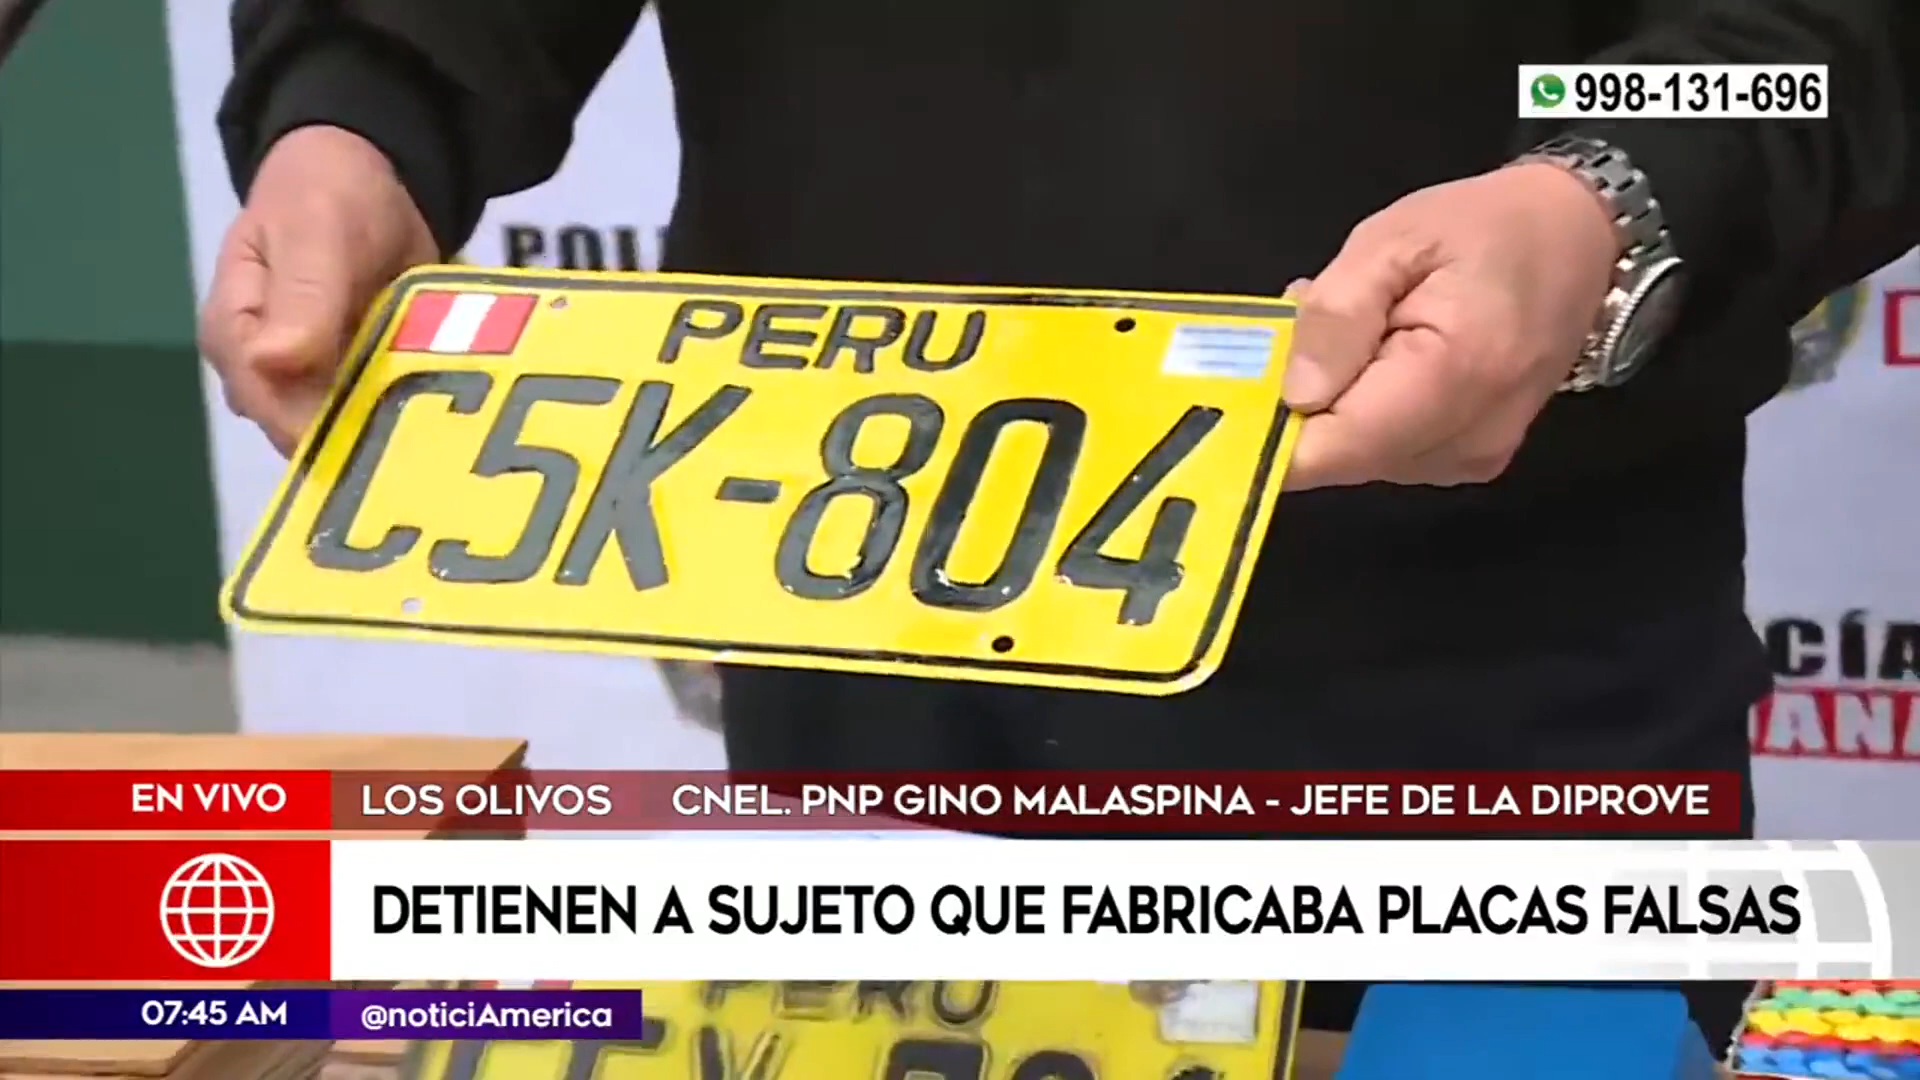 998-131-696
PERU
C5K-804
EN VIVO
LOS OLIVOS
CNEL. PNP GINO MALASPINA - JEFE DE LA DIPROVE
DETIENEN A SUJETO QUE FABRICABA PLACAS FALSAS
07:45 AM
@noticiAmerica
PERU